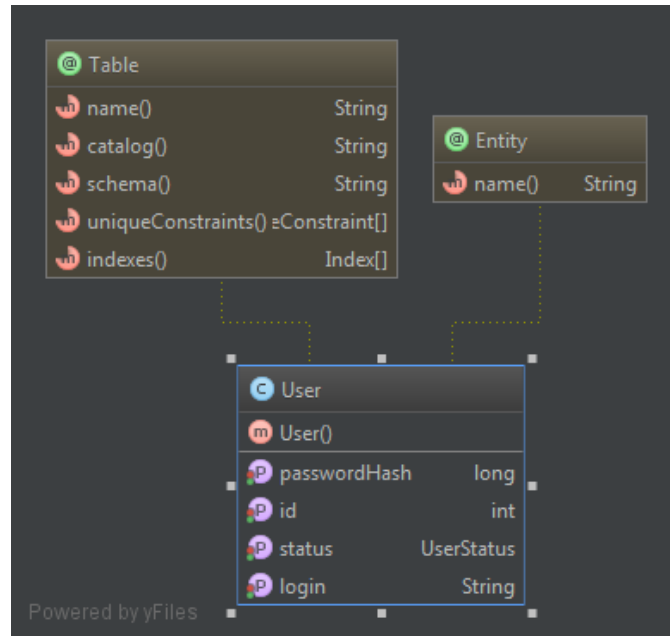 @ Table
m name() String
m catalog() String
m schema() String
m uniqueConstraints() eConstraint[]
m indexes() Index[]
@ Entity
m name() String
C User
m User()
P passwordHash long
P id int
P status UserStatus
P login String
Powered by yFiles